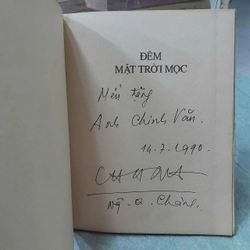 ĐÊM
MẶT TRỜI MỌC
Mến tặng
Anh Chinh Văn.
14.7.1990.